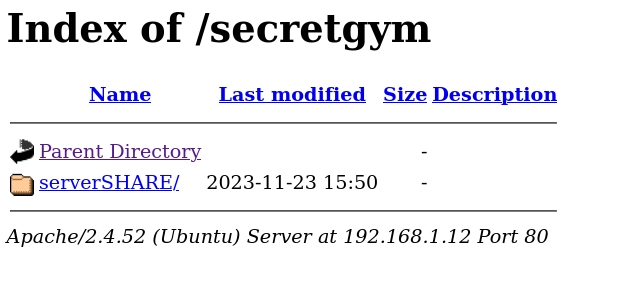 Index of /secretgym
Name Last modified Size Description
Parent Directory -
serverSHARE/ 2023-11-23 15:50 -
Apache/2.4.52 (Ubuntu) Server at 192.168.1.12 Port 80